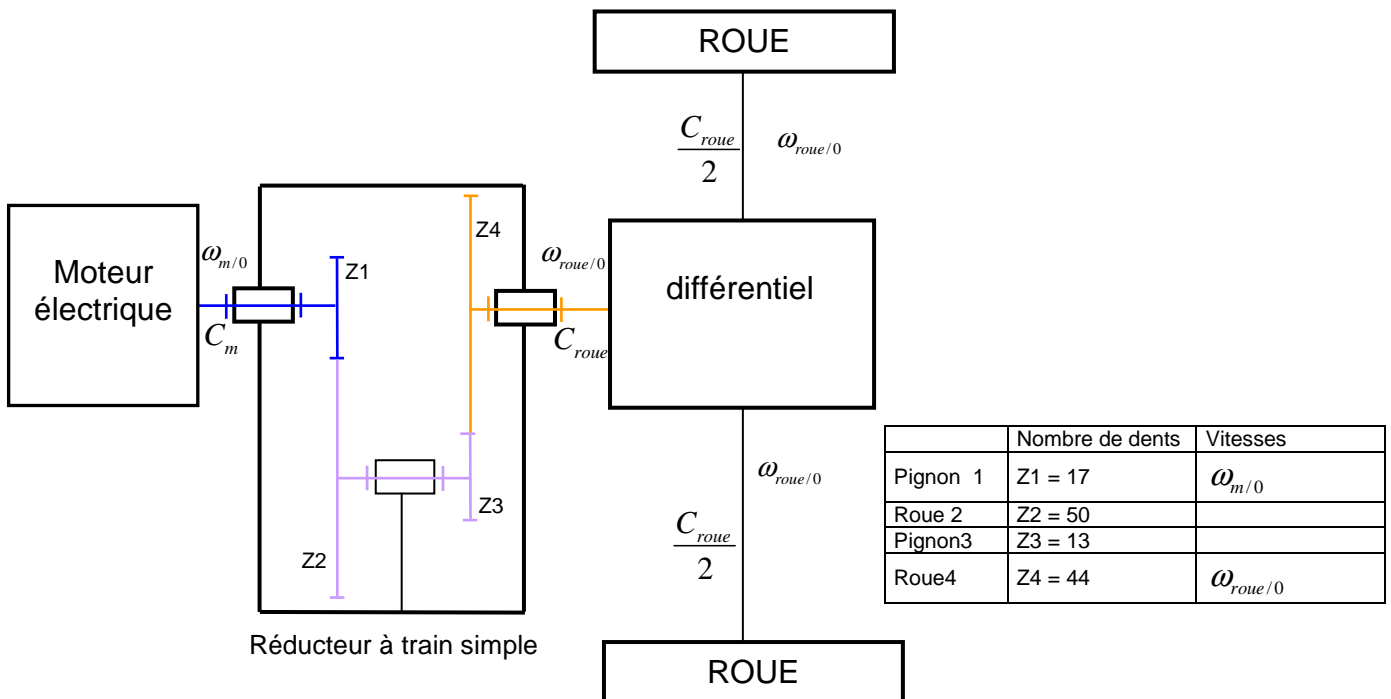 ROUE
C_roue/2
ω_roue/0
Moteur
électrique
ω_m/0
C_m
Z1
Z4
Z2
Z3
ω_roue/0
C_roue
différentiel
Réducteur à train simple
ω_roue/0
C_roue/2
ROUE
Nombre de dents Vitesses
Pignon 1 Z1 = 17 ω_m/0
Roue 2 Z2 = 50
Pignon3 Z3 = 13
Roue4 Z4 = 44 ω_roue/0